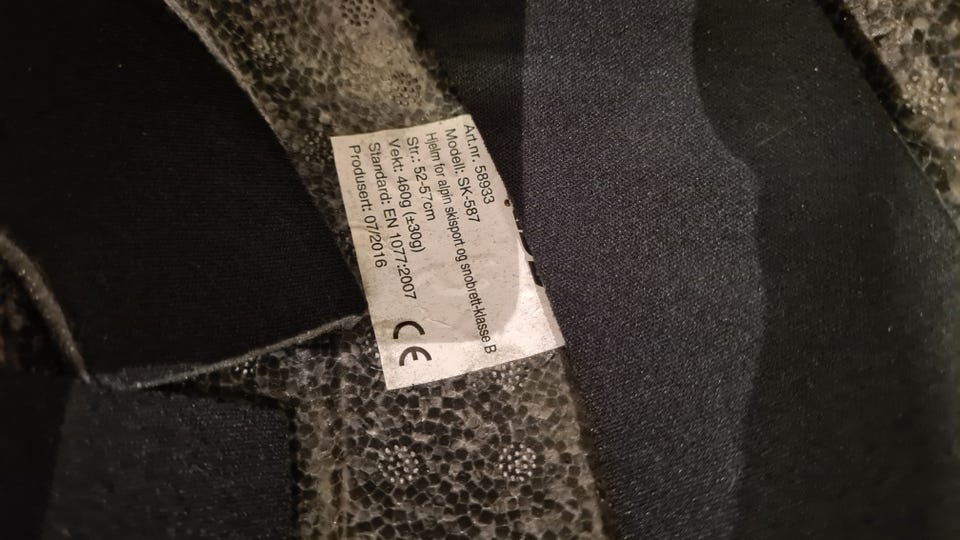 Art.nr. 58933
Modell: SK-587
Hjelm for alpin skisport og snobrett-klasse B
Str.: 52-57cm
Vekt: 460g (±30g)
Standard: EN 1077:2007
Produsert: 07/2016
CE